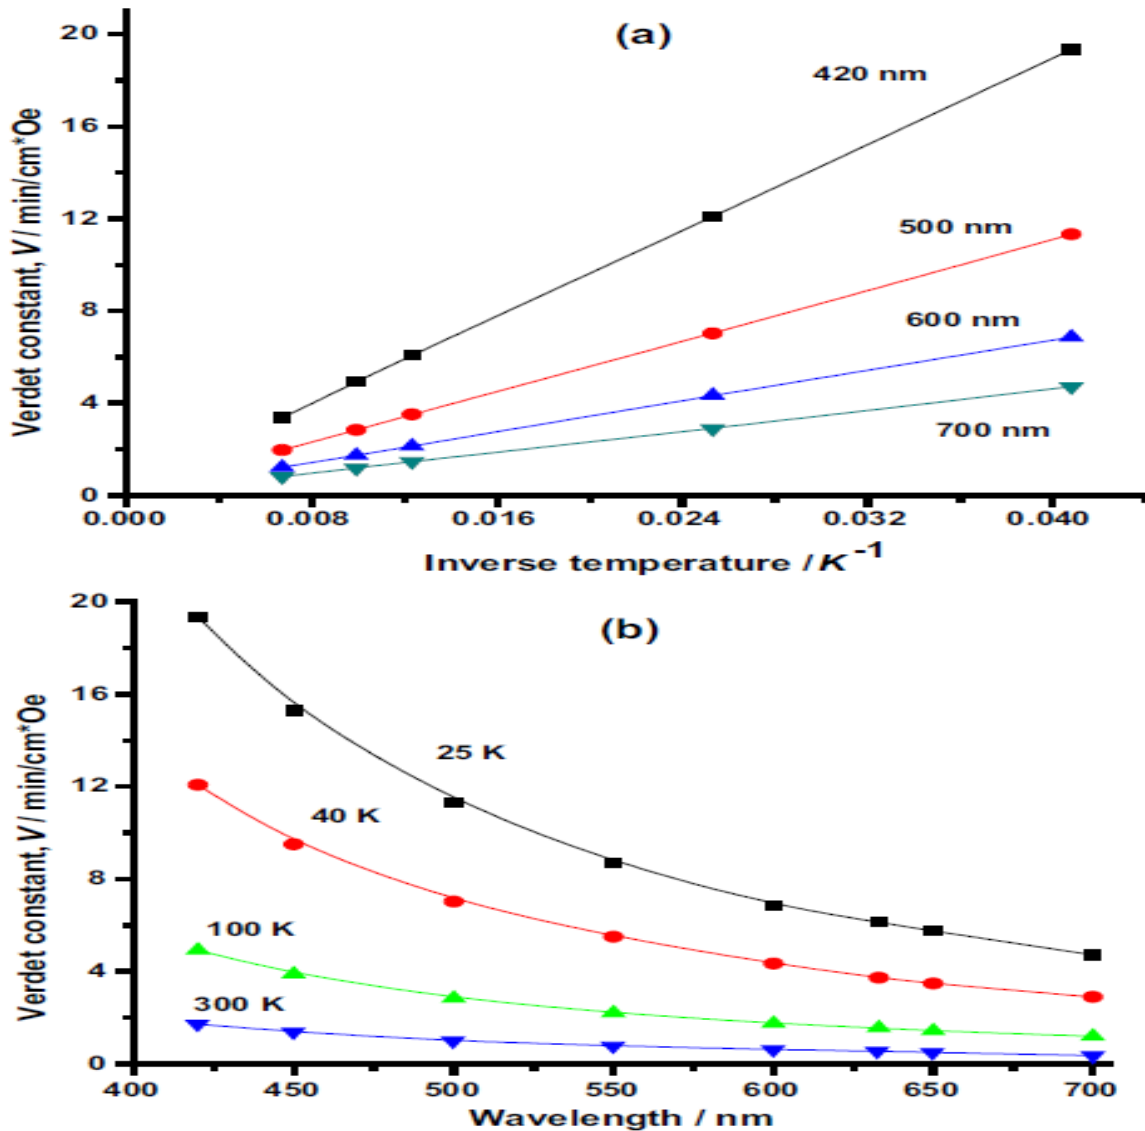 (a)
20
16
12
8
4
0
Verdet constant, V / min/cm*Oe
420 nm
500 nm
600 nm
700 nm
0.000 0.008 0.016 0.024 0.032 0.040
Inverse temperature / K⁻¹
(b)
20
16
12
8
4
0
Verdet constant, V / min/cm*Oe
25 K
40 K
100 K
300 K
400 450 500 550 600 650 700
Wavelength / nm